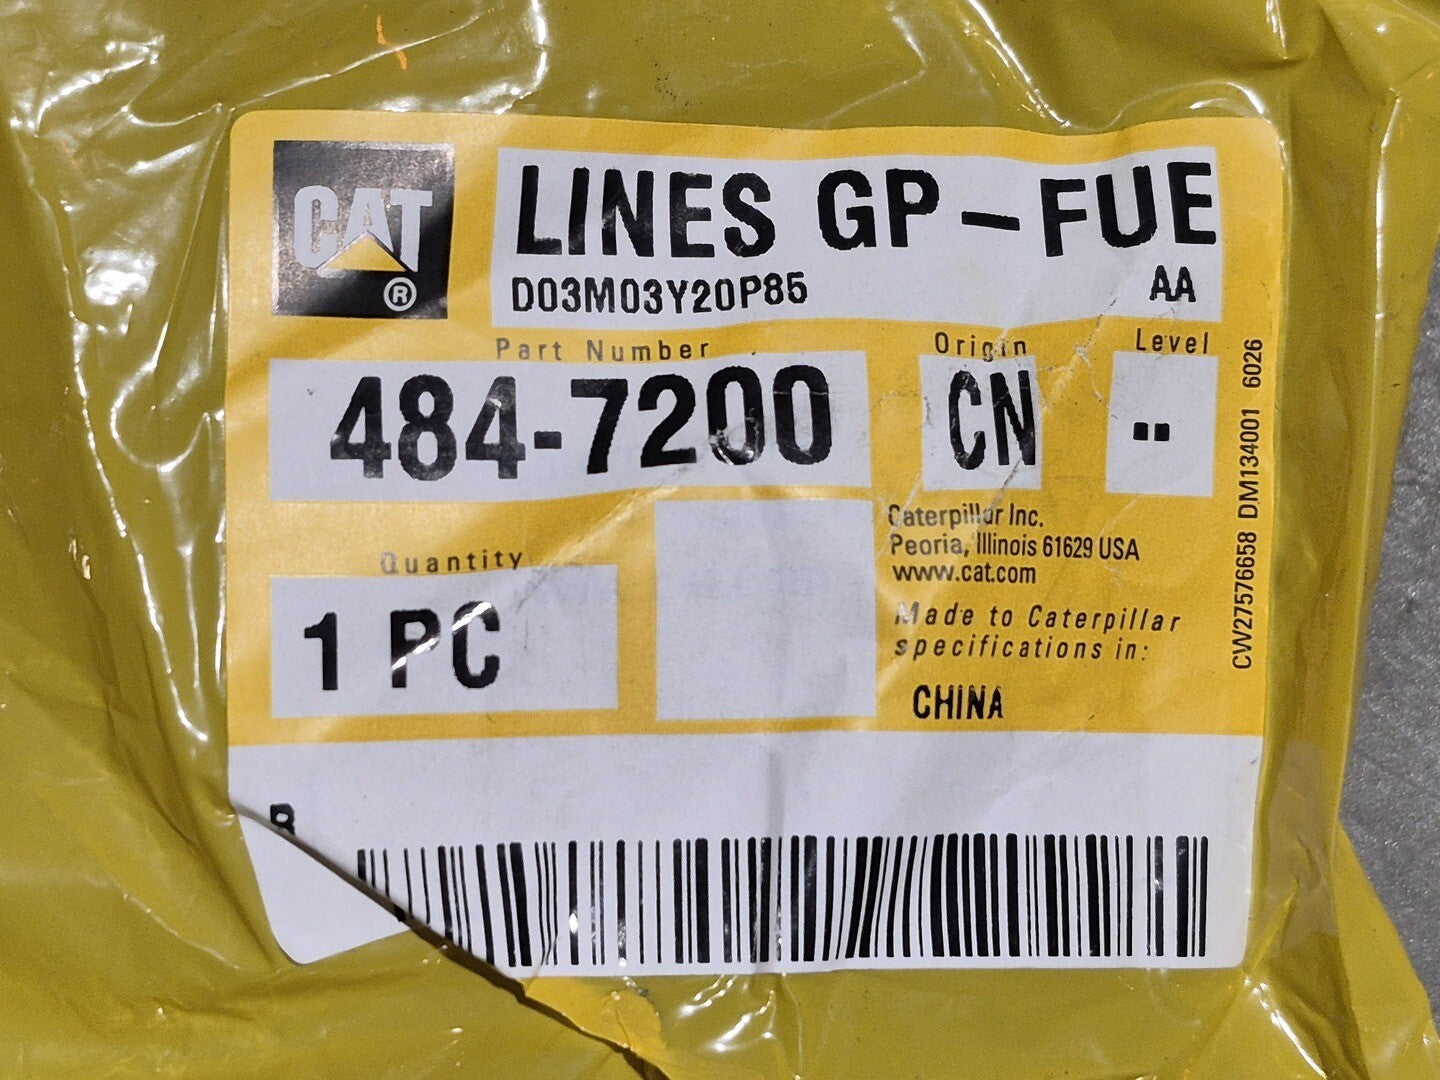 CAT®
LINES GP-FUE
D03M03Y20P85 AA
Part Number Origin Level
484-7200 CN --
Quantity
1 PC
Caterpillar Inc.
Peoria, Illinois 61629 USA
www.cat.com
Made to Caterpillar
specifications in:
CHINA
CW27576658 DM134001 6026